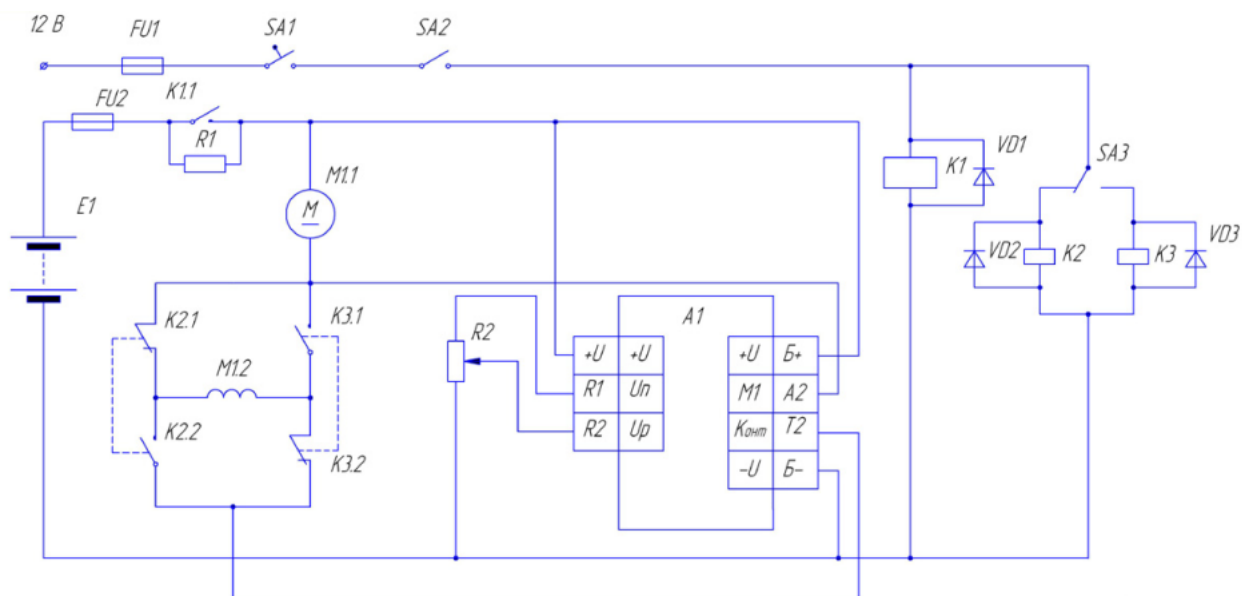 12 В
FU1
SA1
SA2
FU2
K1.1
R1
VD1
K1
SA3
M1.1
M
E1
VD2
K2
K3
VD3
K2.1
K3.1
R2
A1
+U +U
+U Б+
M1.2
R1 Uп
M1 A2
K2.2
R2 Uр
Конт T2
K3.2
-U Б-